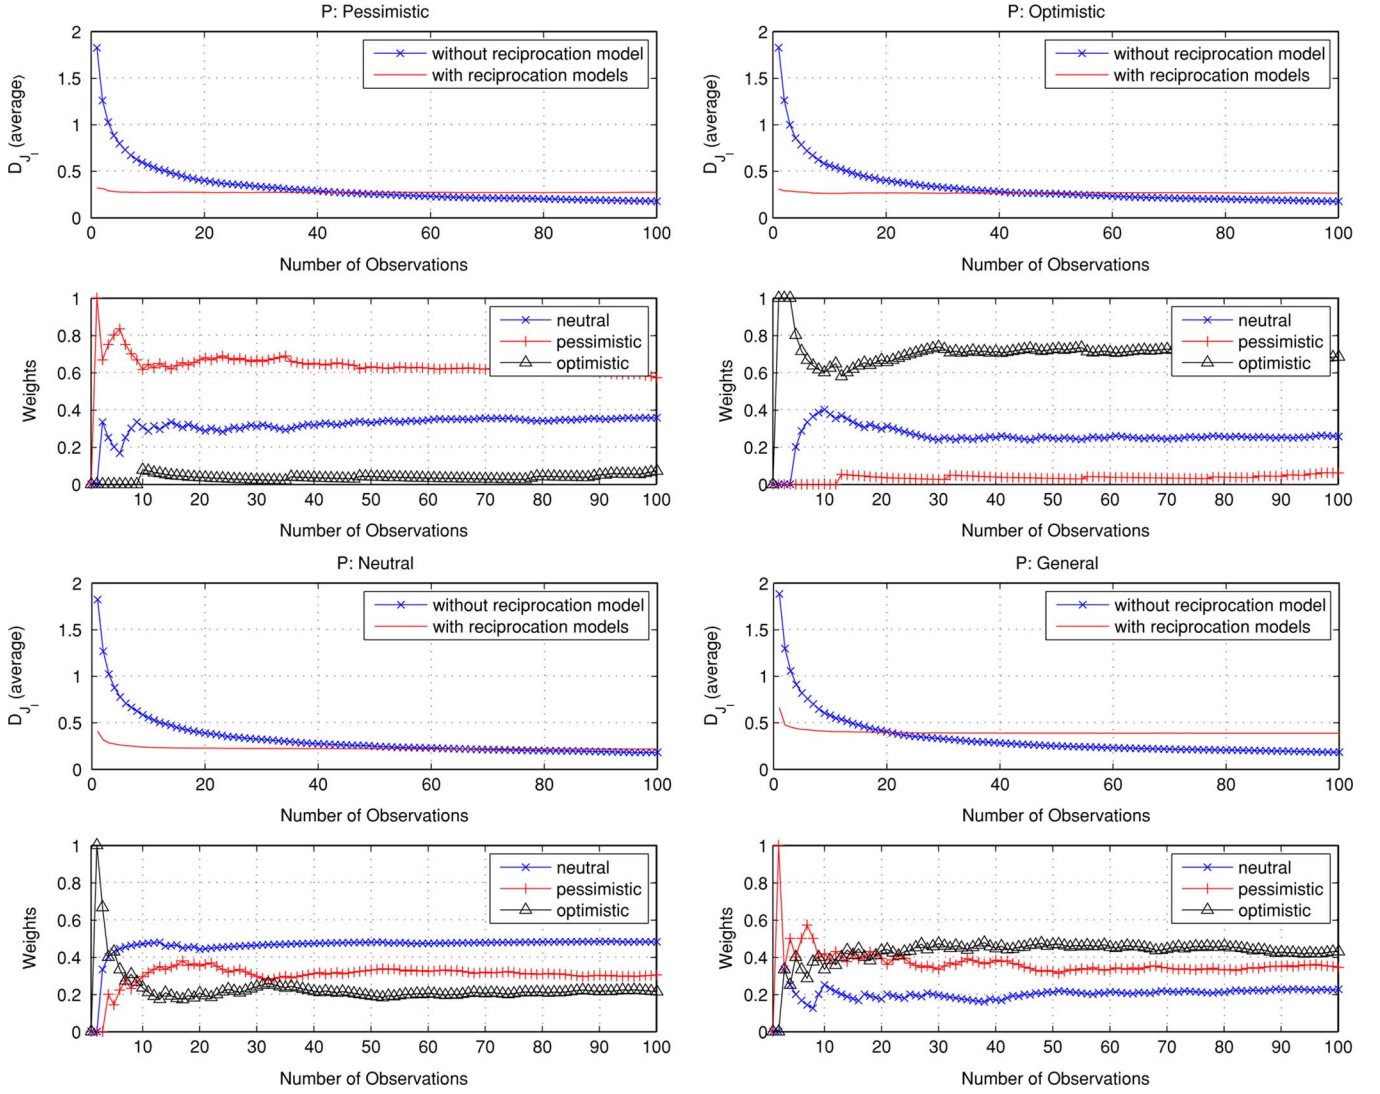 P: Pessimistic
2
1.5
1
0.5
0
D_J_I (average)
without reciprocation model
with reciprocation models
0 20 40 60 80 100
Number of Observations
1
0.8
0.6
0.4
0.2
0
Weights
neutral
pessimistic
optimistic
10 20 30 40 50 60 70 80 90 100
Number of Observations
P: Optimistic
2
1.5
1
0.5
0
D_J_I (average)
without reciprocation model
with reciprocation models
0 20 40 60 80 100
Number of Observations
1
0.8
0.6
0.4
0.2
0
Weights
neutral
pessimistic
optimistic
10 20 30 40 50 60 70 80 90 100
Number of Observations
P: Neutral
2
1.5
1
0.5
0
D_J_I (average)
without reciprocation model
with reciprocation models
0 20 40 60 80 100
Number of Observations
1
0.8
0.6
0.4
0.2
0
Weights
neutral
pessimistic
optimistic
10 20 30 40 50 60 70 80 90 100
Number of Observations
P: General
2
1.5
1
0.5
0
D_J_I (average)
without reciprocation model
with reciprocation models
0 20 40 60 80 100
Number of Observations
1
0.8
0.6
0.4
0.2
0
Weights
neutral
pessimistic
optimistic
10 20 30 40 50 60 70 80 90 100
Number of Observations